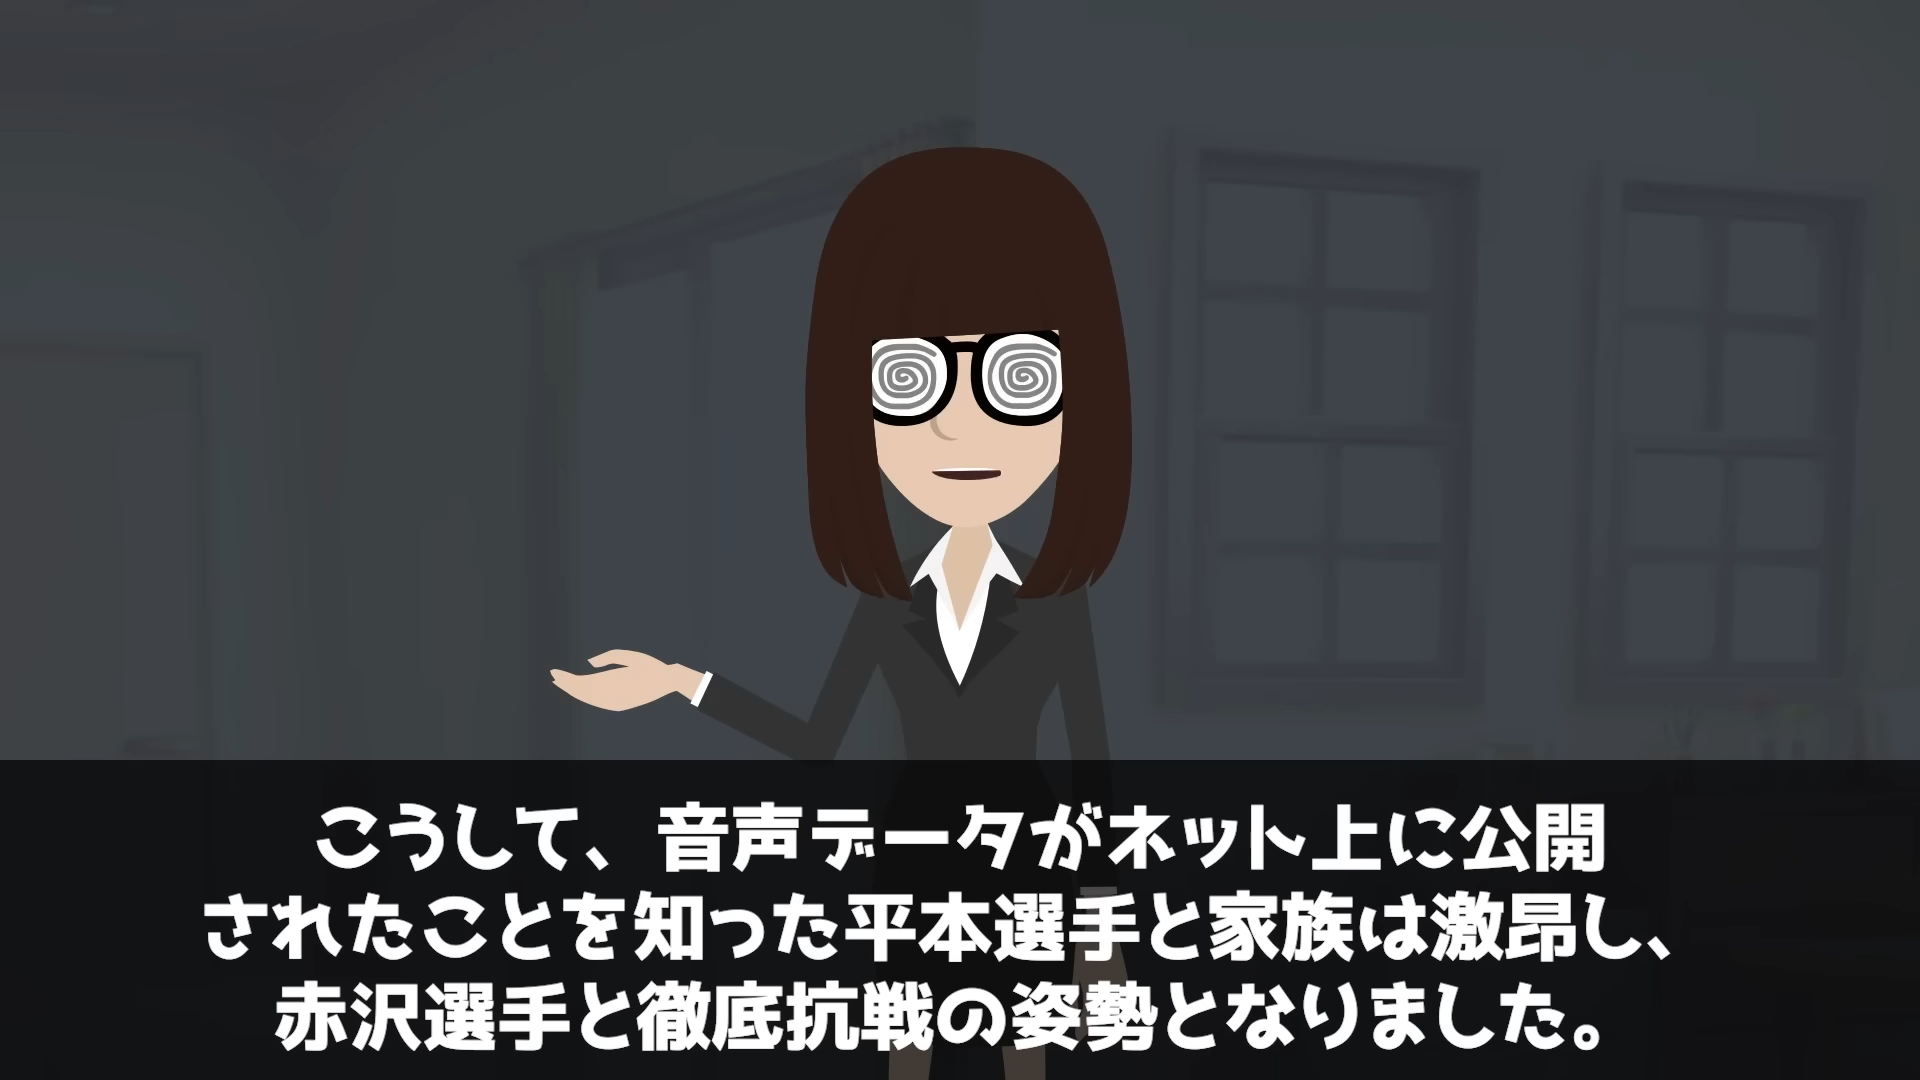 こうして、音声データがネット上に公開
されたことを知った平本選手と家族は激昂し、
赤沢選手と徹底抗戦の姿勢となりました。